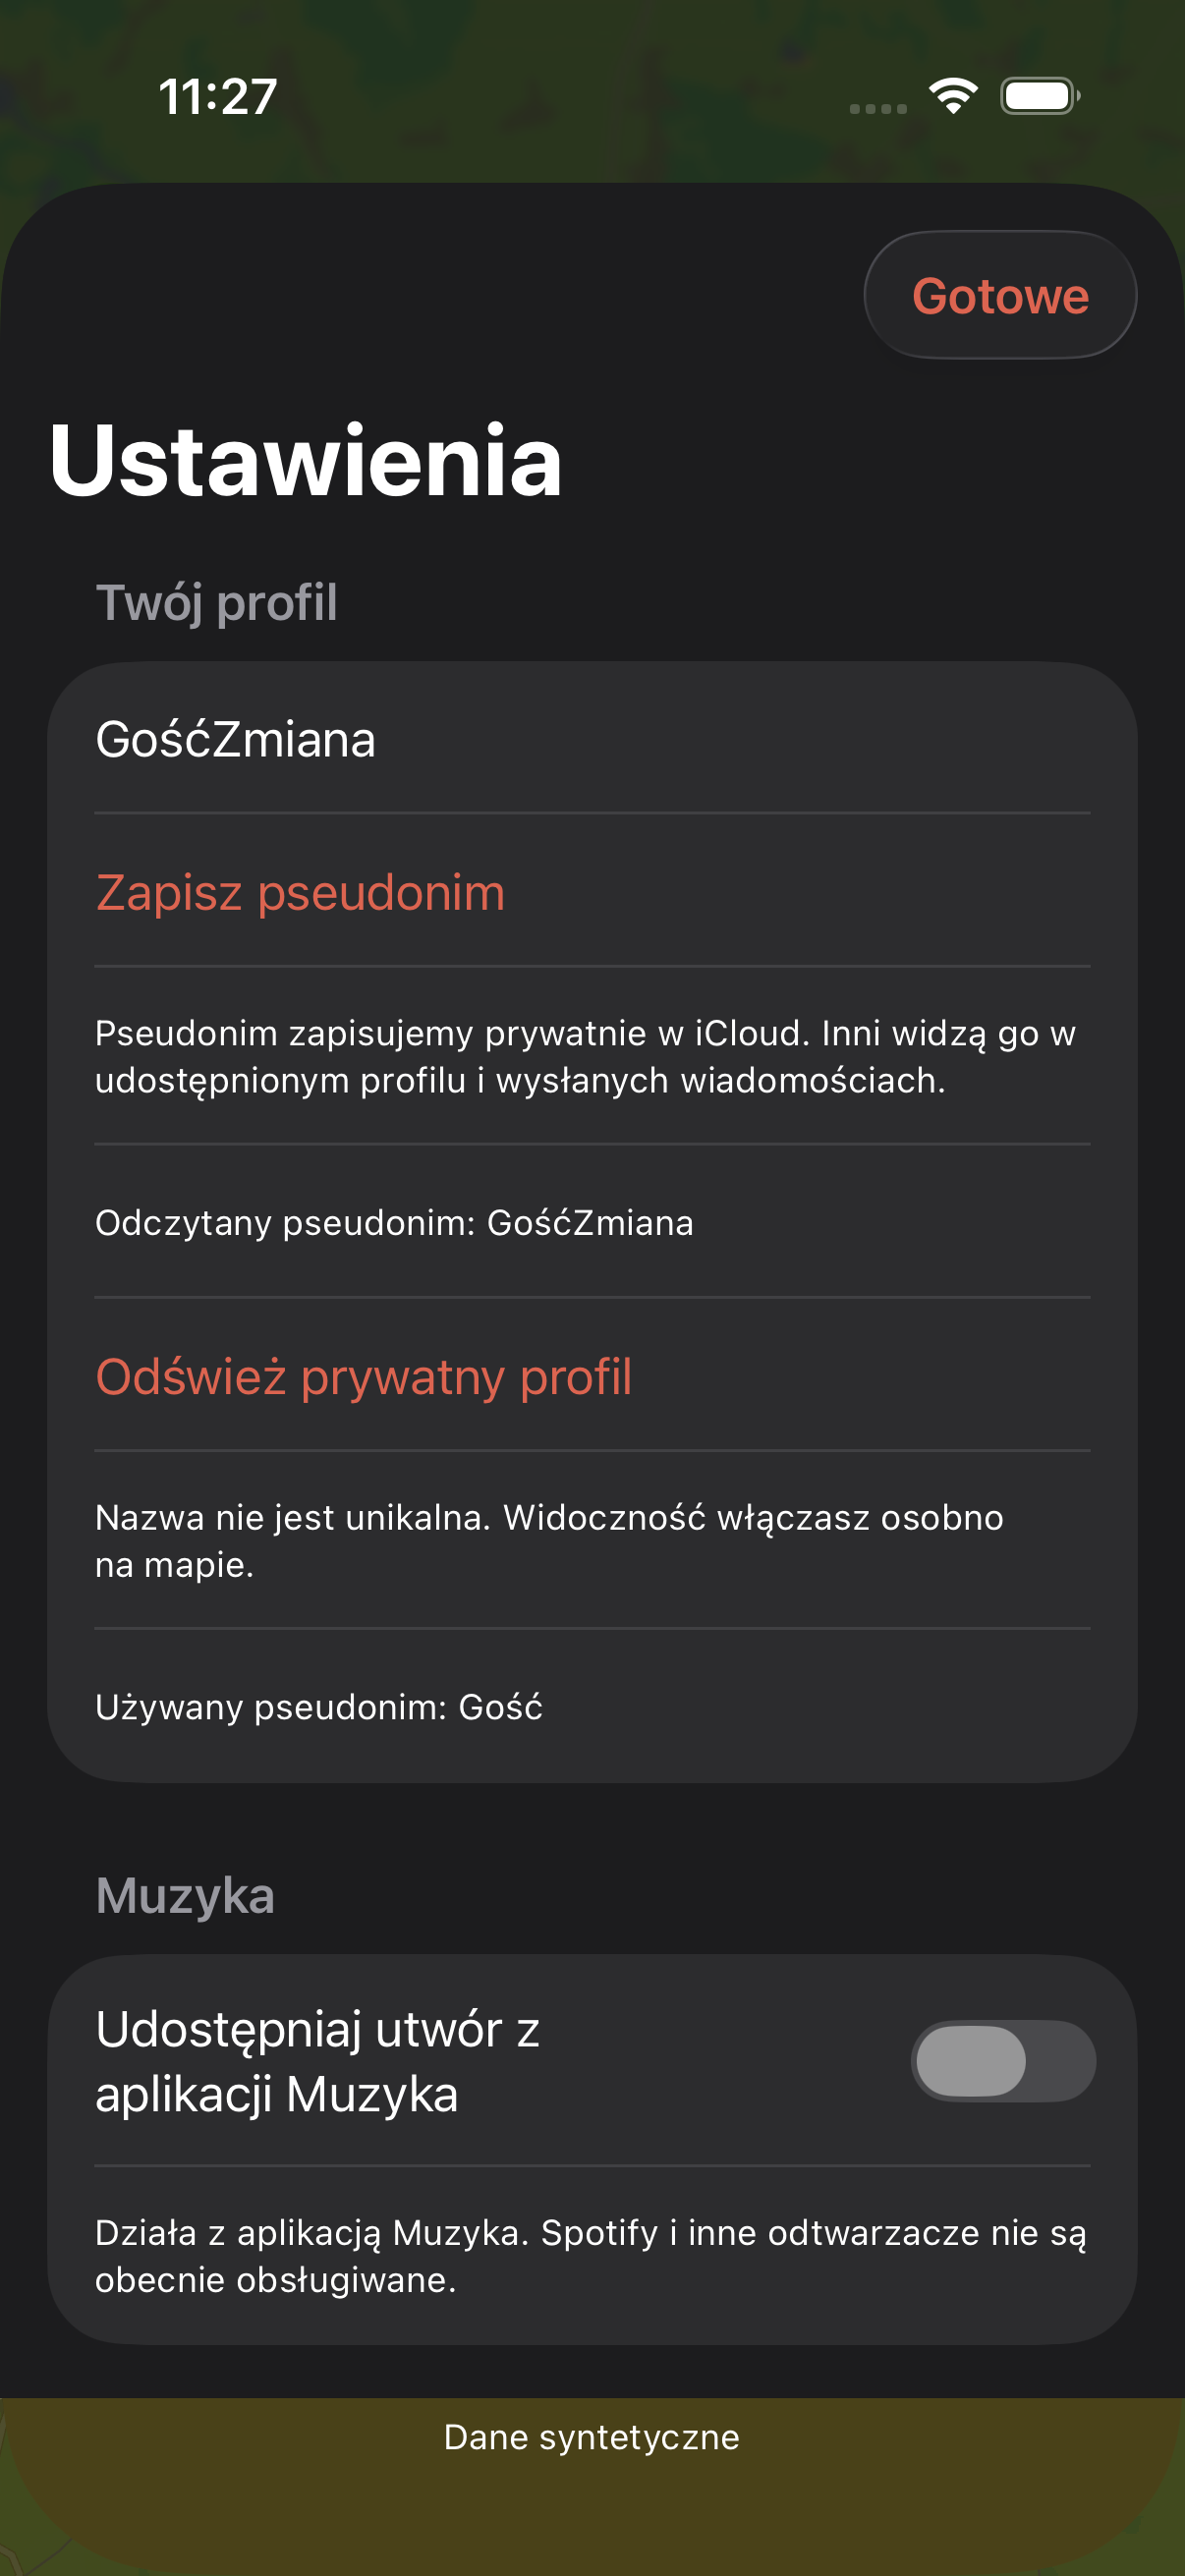 11:27
Gotowe
Ustawienia
Twój profil
GośćZmiana
Zapisz pseudonim
Pseudonim zapisujemy prywatnie w iCloud. Inni widzą go w
udostępnionym profilu i wysłanych wiadomościach.
Odczytany pseudonim: GośćZmiana
Odśwież prywatny profil
Nazwa nie jest unikalna. Widoczność włączasz osobno
na mapie.
Używany pseudonim: Gość
Muzyka
Udostępniaj utwór z
aplikacji Muzyka
Działa z aplikacją Muzyka. Spotify i inne odtwarzacze nie są
obecnie obsługiwane.
Dane syntetyczne